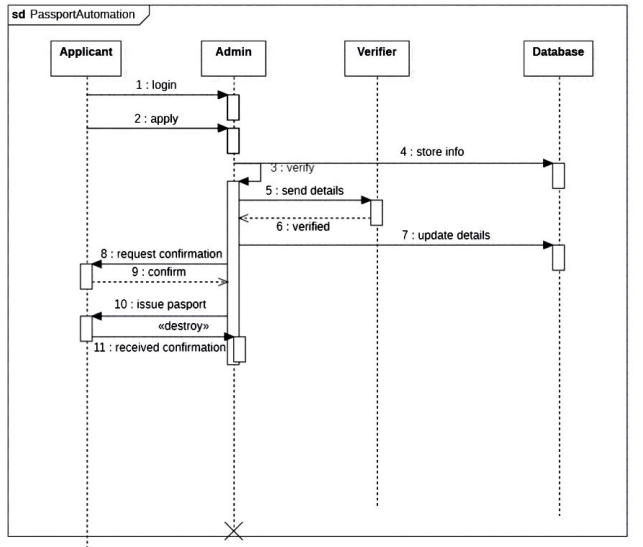 sd PassportAutomation
Applicant
Admin
Verifier
Database
1 : login
2 : apply
4 : store info
3 : verify
5 : send details
6 : verified
7 : update details
8 : request confirmation
9 : confirm
10 : issue pasport
«destroy»
11 : received confirmation